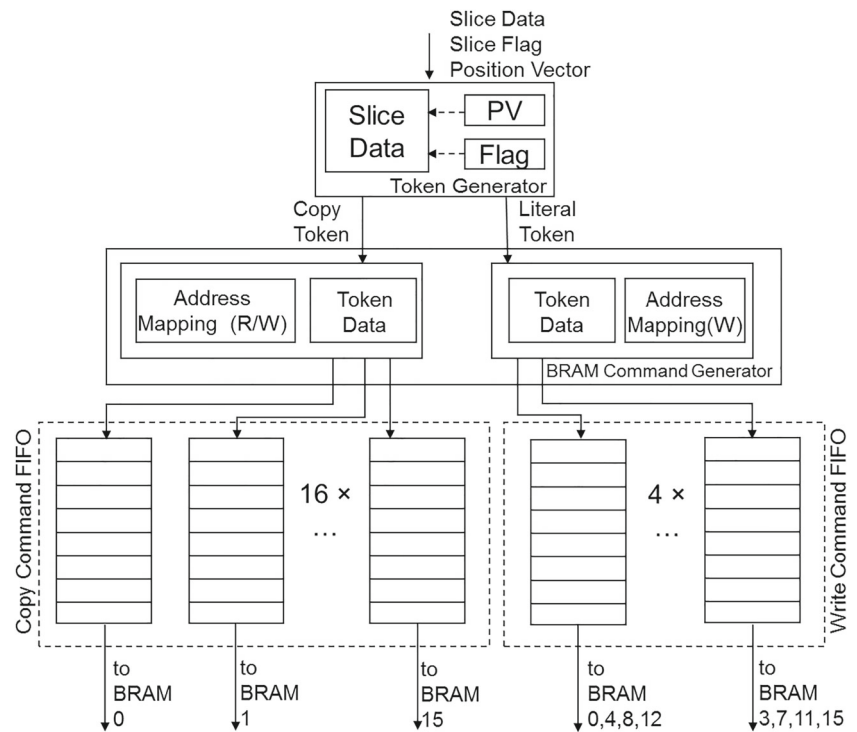 Slice Data
Slice Flag
Position Vector
Slice
Data
PV
Flag
Token Generator
Copy
Token
Literal
Token
Address
Mapping (R/W)
Token
Data
Token
Data
Address
Mapping(W)
BRAM Command Generator
Copy Command FIFO
16 ×
...
4 ×
...
Write Command FIFO
to
BRAM
0
to
BRAM
1
to
BRAM
15
to
BRAM
0,4,8,12
to
BRAM
3,7,11,15